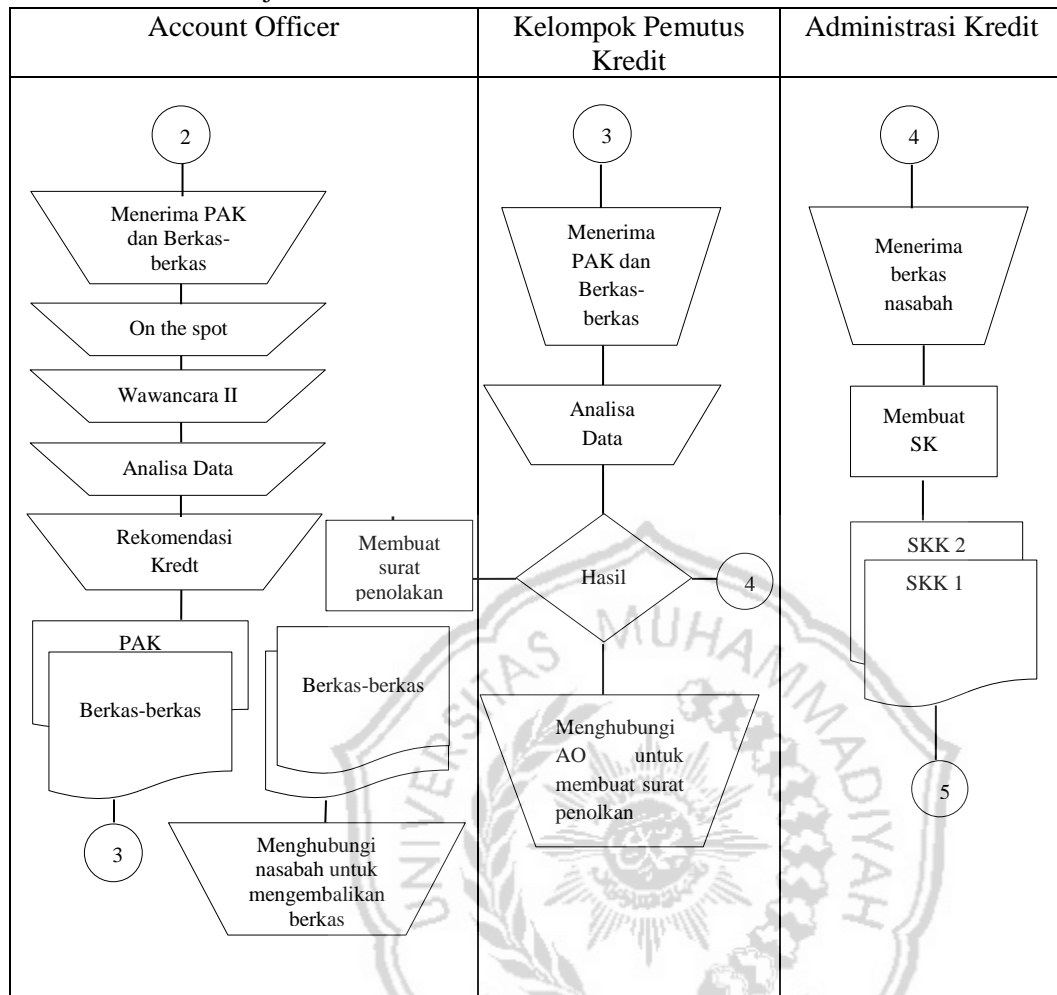 j
Account Officer
Kelompok Pemutus
Kredit
Administrasi Kredit
2
Menerima PAK
dan Berkas-
berkas
On the spot
Wawancara II
Analisa Data
Rekomendasi
Kredt
PAK
Berkas-berkas
3
Membuat
surat
penolakan
Berkas-berkas
Menghubungi
nasabah untuk
mengembalikan
berkas
3
Menerima
PAK dan
Berkas-
berkas
Analisa
Data
Hasil
4
Menghubungi
AO untuk
membuat surat
penolkan
4
Menerima
berkas
nasabah
Membuat
SK
SKK 2
SKK 1
5
UNIVERSITAS MUHAMMADIYAH